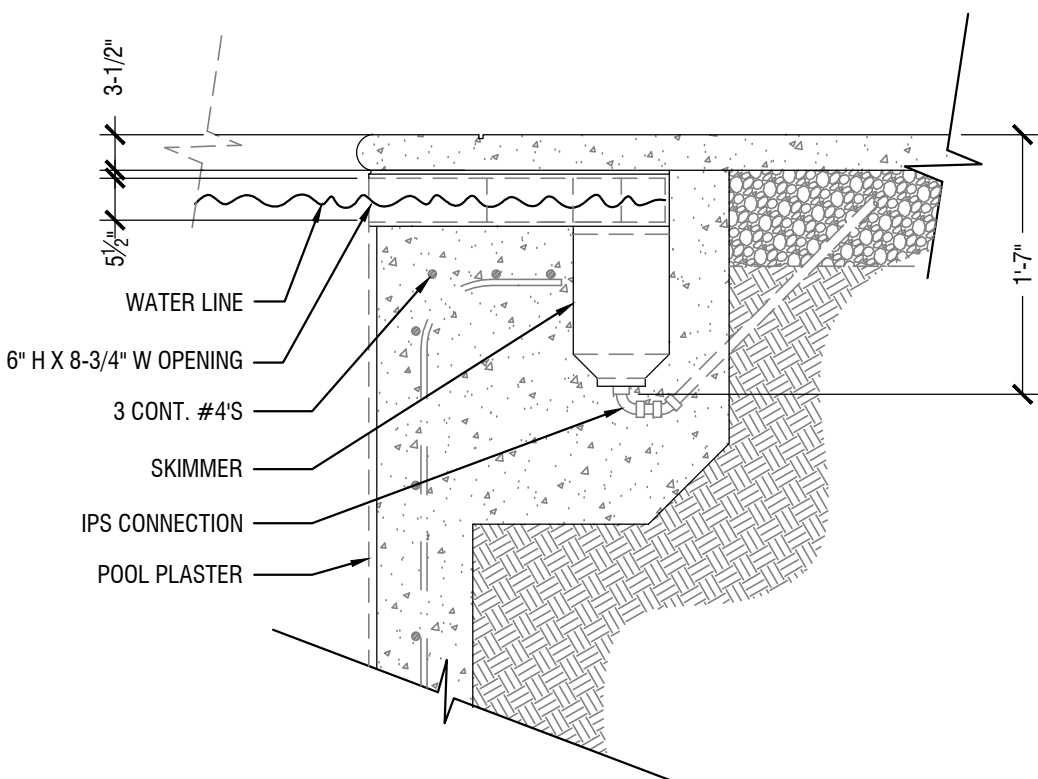 3-1/2"
5½"
1'-7"
WATER LINE
6" H X 8-3/4" W OPENING
3 CONT. #4'S
SKIMMER
IPS CONNECTION
POOL PLASTER